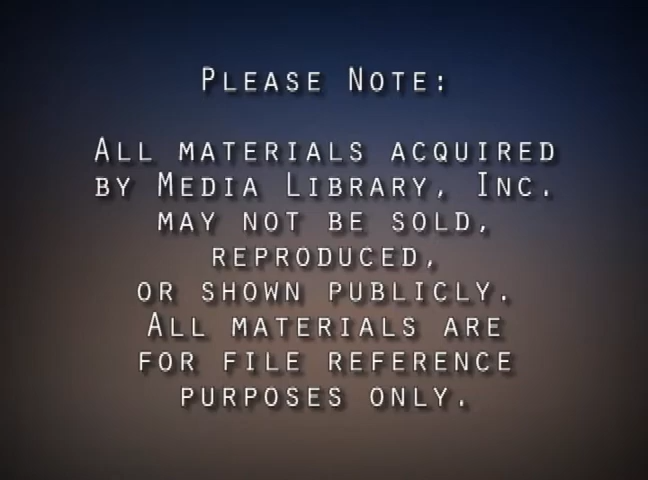 Please Note:
All materials acquired
by Media Library, Inc.
may not be sold,
reproduced,
or shown publicly.
All materials are
for file reference
purposes only.